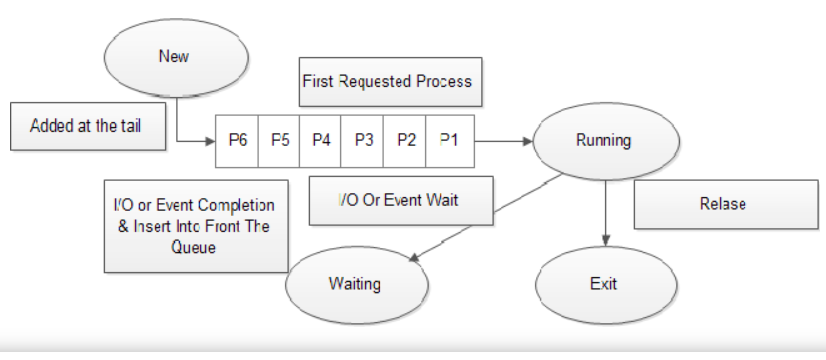 New
First Requested Process
Added at the tail
P6 P5 P4 P3 P2 P1
Running
I/O or Event Completion
& Insert Into Front The
Queue
I/O Or Event Wait
Relase
Waiting
Exit